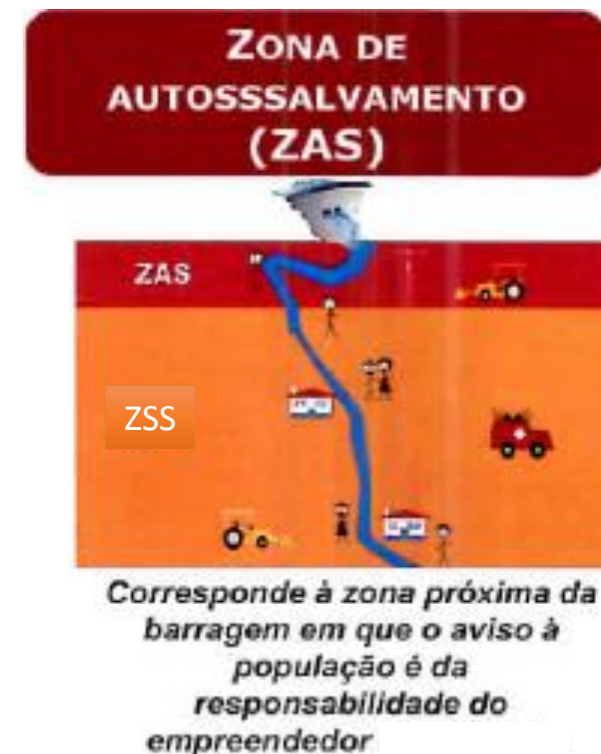 ZONA DE
AUTOSSSALVAMENTO
(ZAS)
ZAS
ZSS
Corresponde à zona próxima da
barragem em que o aviso à
população é da
responsabilidade do
empreendedor